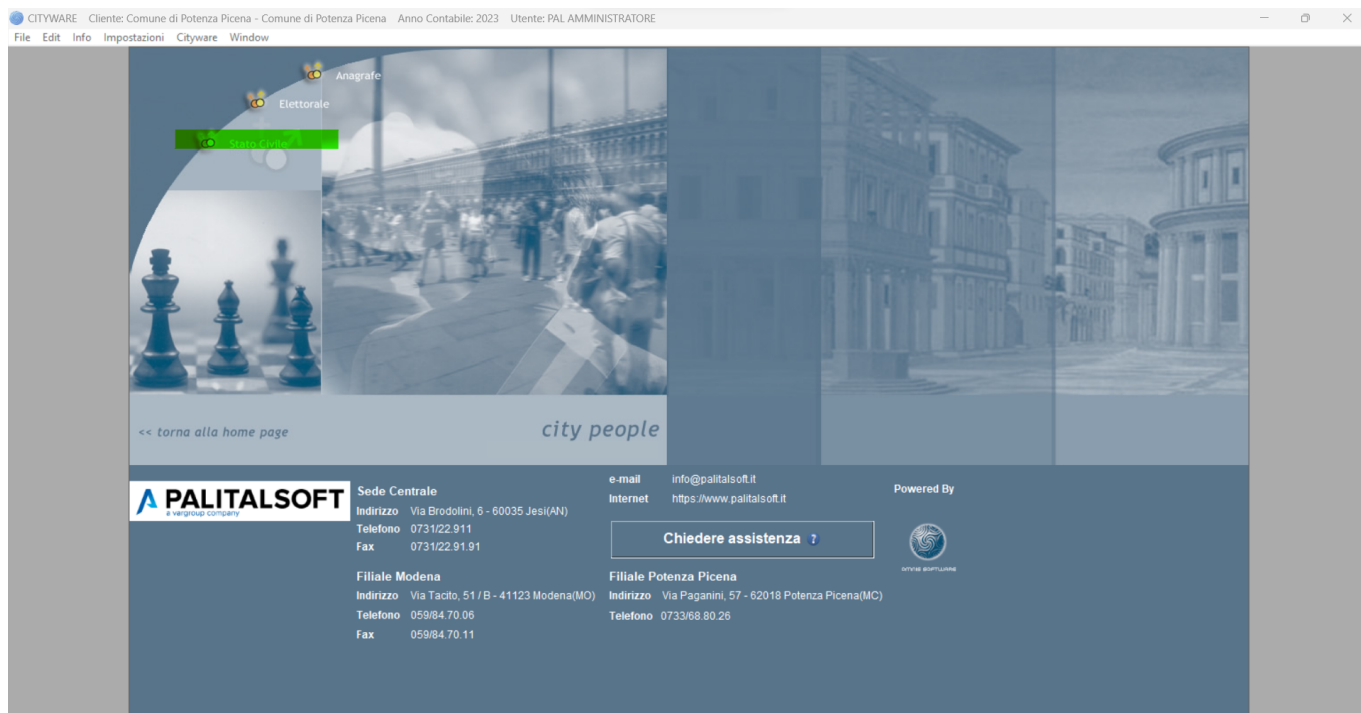 CITYWARE Cliente: Comune di Potenza Picena - Comune di Potenza Picena Anno Contabile: 2023 Utente: PAL AMMINISTRATORE
File Edit Info Impostazioni Cityware Window
Anagrafe
Elettorale
Stato Civile
<< torna alla home page
city people
PALITALSOFT
a vargroup company
Sede Centrale
Indirizzo Via Brodolini, 6 - 60035 Jesi(AN)
Telefono 0731/22.911
Fax 0731/22.91.91
Filiale Modena
Indirizzo Via Tacito, 51 / B - 41123 Modena(MO)
Telefono 059/84.70.06
Fax 059/84.70.11
e-mail info@palitalsoft.it
Internet https://www.palitalsoft.it
Chiedere assistenza ?
Filiale Potenza Picena
Indirizzo Via Paganini, 57 - 62018 Potenza Picena(MC)
Telefono 0733/68.80.26
Powered By